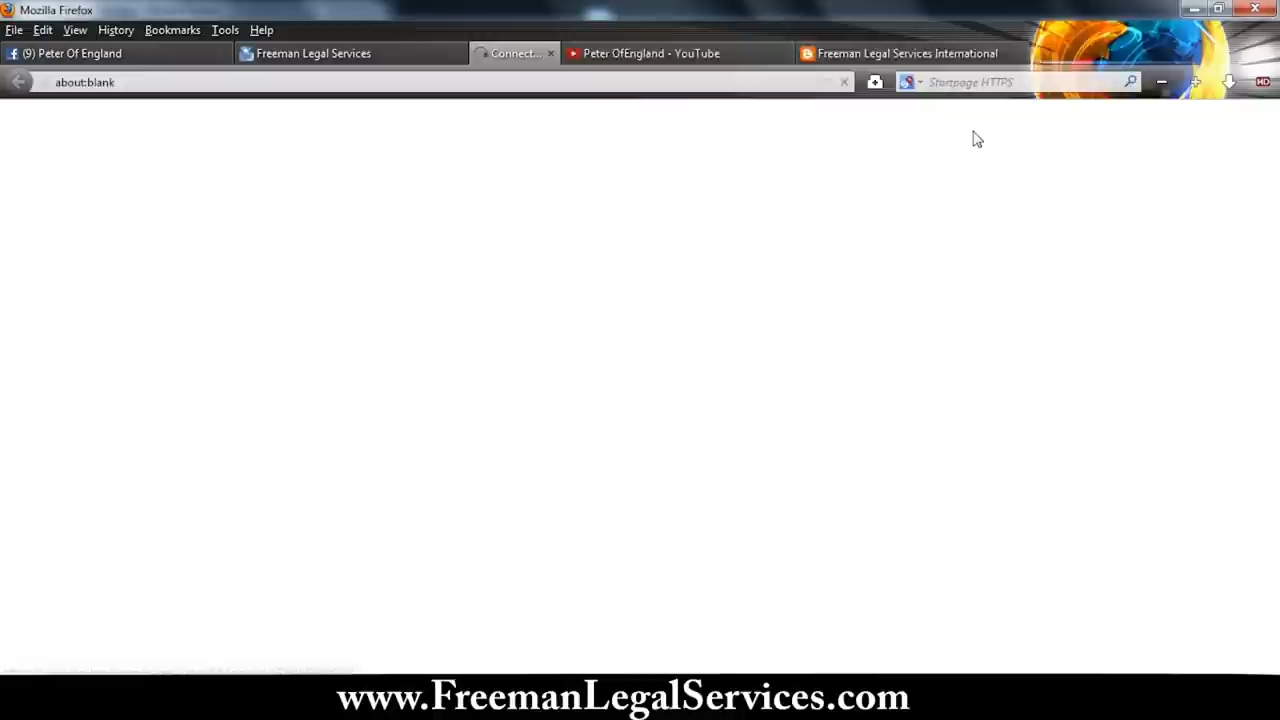 Mozilla Firefox
File Edit View History Bookmarks Tools Help
(9) Peter Of England Freeman Legal Services Connect... Peter OfEngland - YouTube Freeman Legal Services International
about:blank Startpage HTTPS HD
www.FreemanLegalServices.com